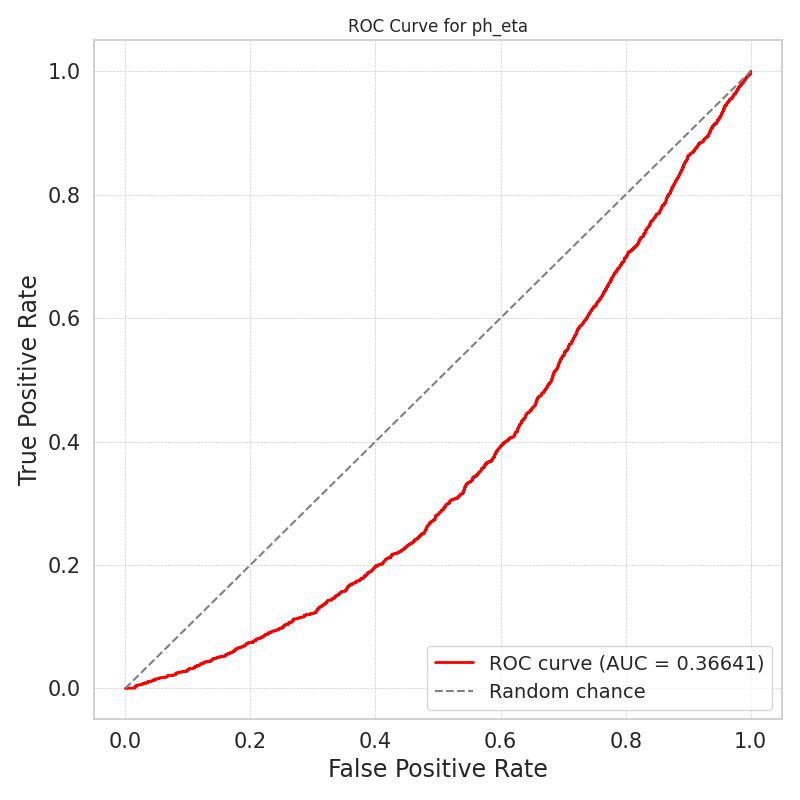 ROC Curve for ph_eta
1.0
0.8
0.6
0.4
0.2
0.0
True Positive Rate
ROC curve (AUC = 0.36641)
Random chance
0.0 0.2 0.4 0.6 0.8 1.0
False Positive Rate